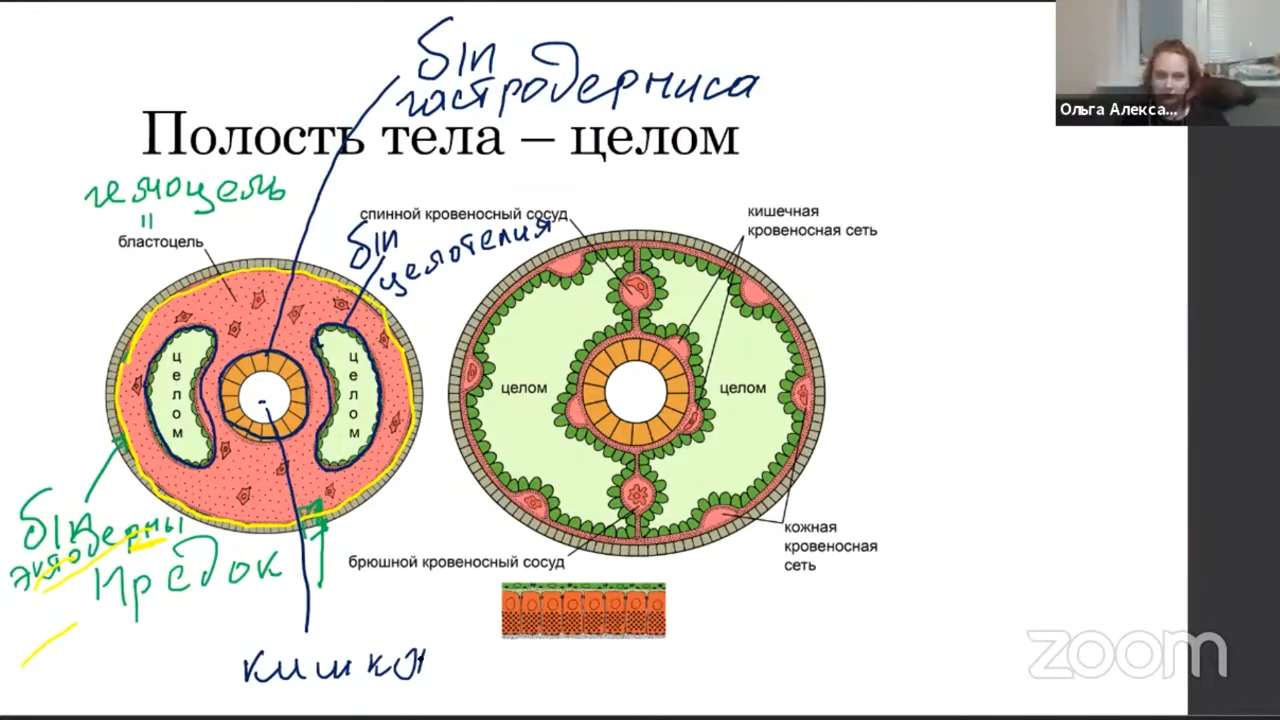 б/п
гастродермиса
Ольга Алекса...
Полость тела – целом
гемоцель
"
бластоцель
спинной кровеносный сосуд
б/п
целотелия
кишечная
кровеносная сеть
целом
целом
целом
целом
б/п
эктодермы
Предок
брюшной кровеносный сосуд
кожная
кровеносная
сеть
кишка
zoom